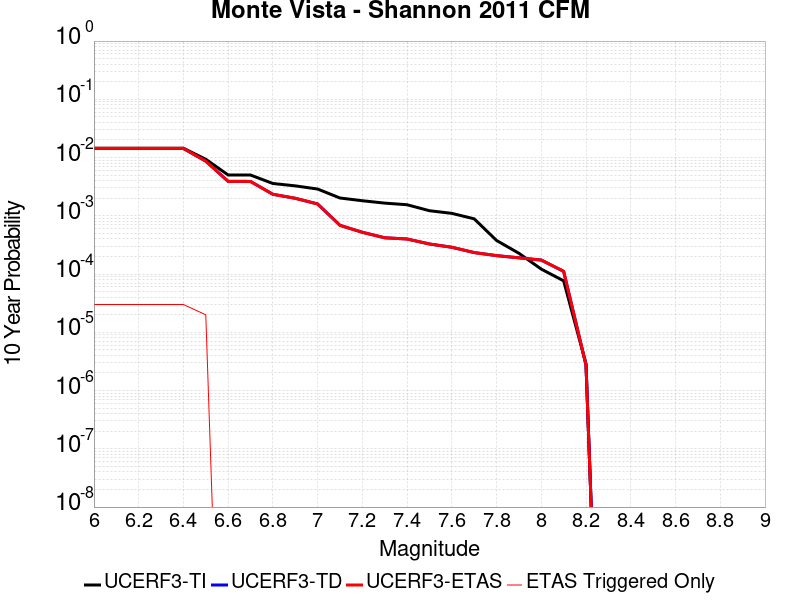 Monte Vista - Shannon 2011 CFM
10 0
10 -1
10 -2
10 -3
10 -4
10 -5
10 -6
10 -7
10 -8
10 Year Probability
6 6.2 6.4 6.6 6.8 7 7.2 7.4 7.6 7.8 8 8.2 8.4 8.6 8.8 9
Magnitude
UCERF3-TI UCERF3-TD UCERF3-ETAS ETAS Triggered Only